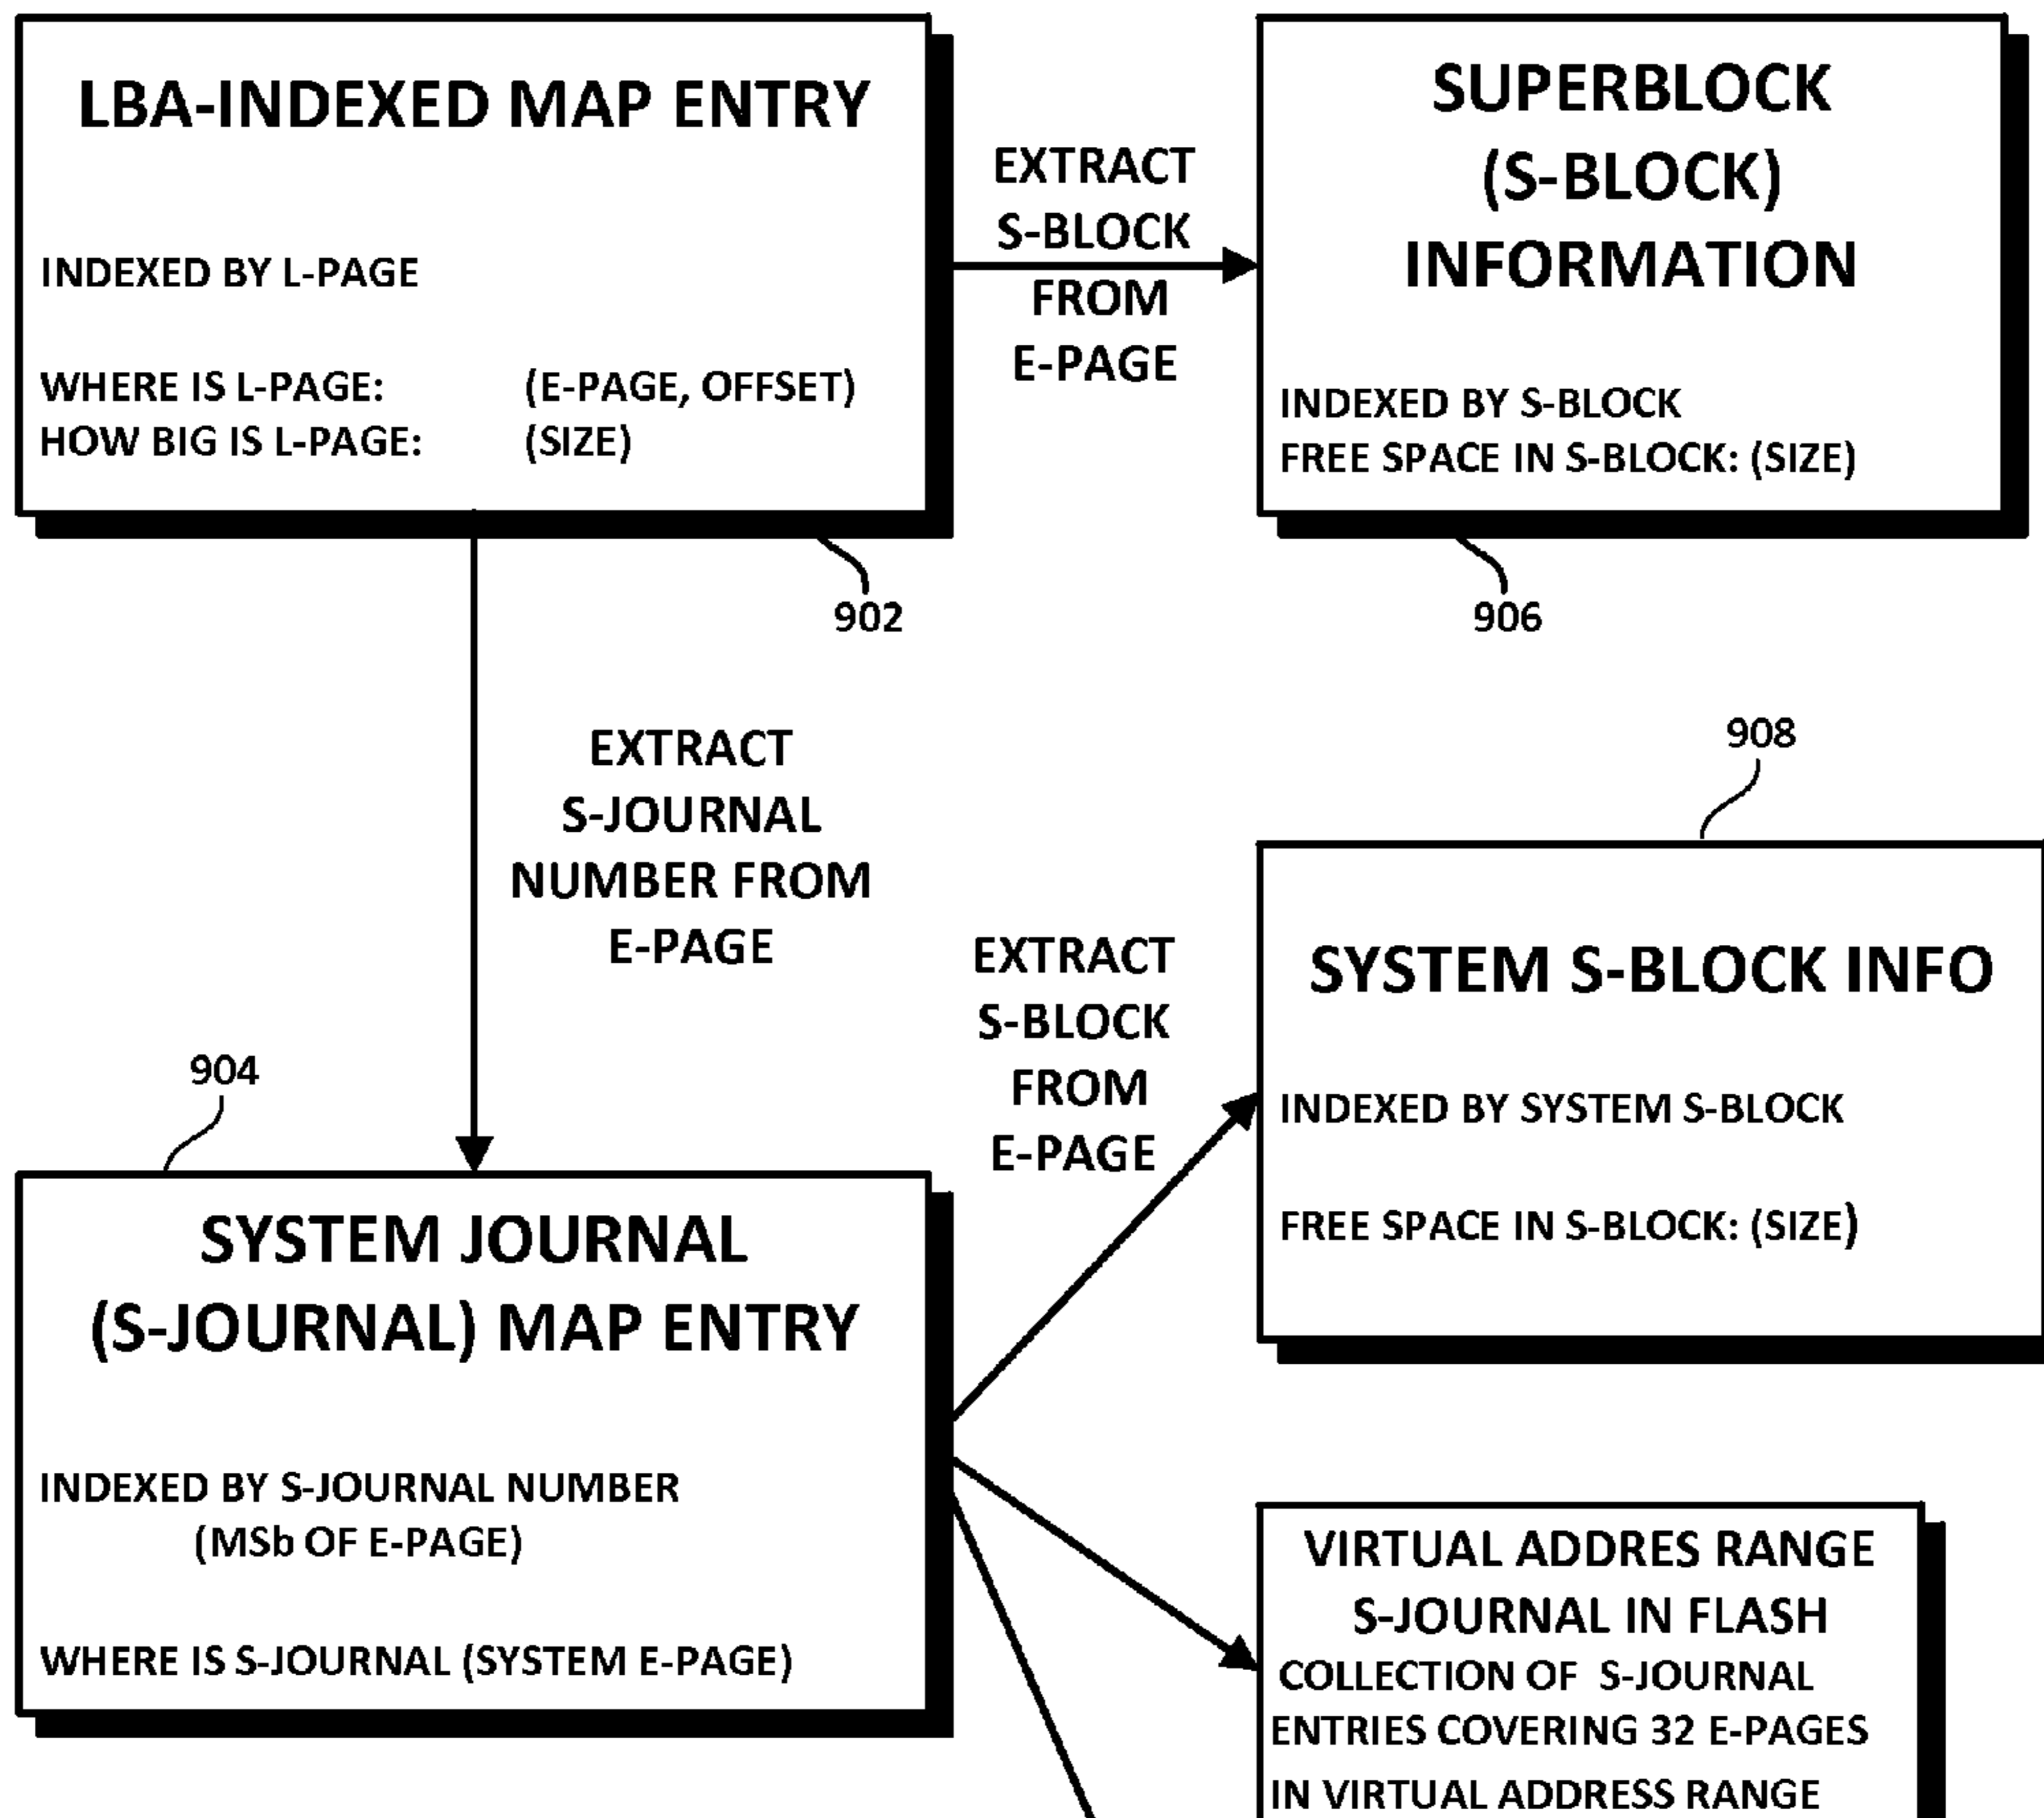 LBA-INDEXED MAP ENTRY
INDEXED BY L-PAGE
WHERE IS L-PAGE: (E-PAGE, OFFSET)
HOW BIG IS L-PAGE: (SIZE)
902
EXTRACT
S-BLOCK
FROM
E-PAGE
SUPERBLOCK
(S-BLOCK)
INFORMATION
INDEXED BY S-BLOCK
FREE SPACE IN S-BLOCK: (SIZE)
906
EXTRACT
S-JOURNAL
NUMBER FROM
E-PAGE
904
SYSTEM JOURNAL
(S-JOURNAL) MAP ENTRY
INDEXED BY S-JOURNAL NUMBER
(MSb OF E-PAGE)
WHERE IS S-JOURNAL (SYSTEM E-PAGE)
EXTRACT
S-BLOCK
FROM
E-PAGE
908
SYSTEM S-BLOCK INFO
INDEXED BY SYSTEM S-BLOCK
FREE SPACE IN S-BLOCK: (SIZE)
VIRTUAL ADDRES RANGE
S-JOURNAL IN FLASH
COLLECTION OF S-JOURNAL
ENTRIES COVERING 32 E-PAGES
IN VIRTUAL ADDRESS RANGE